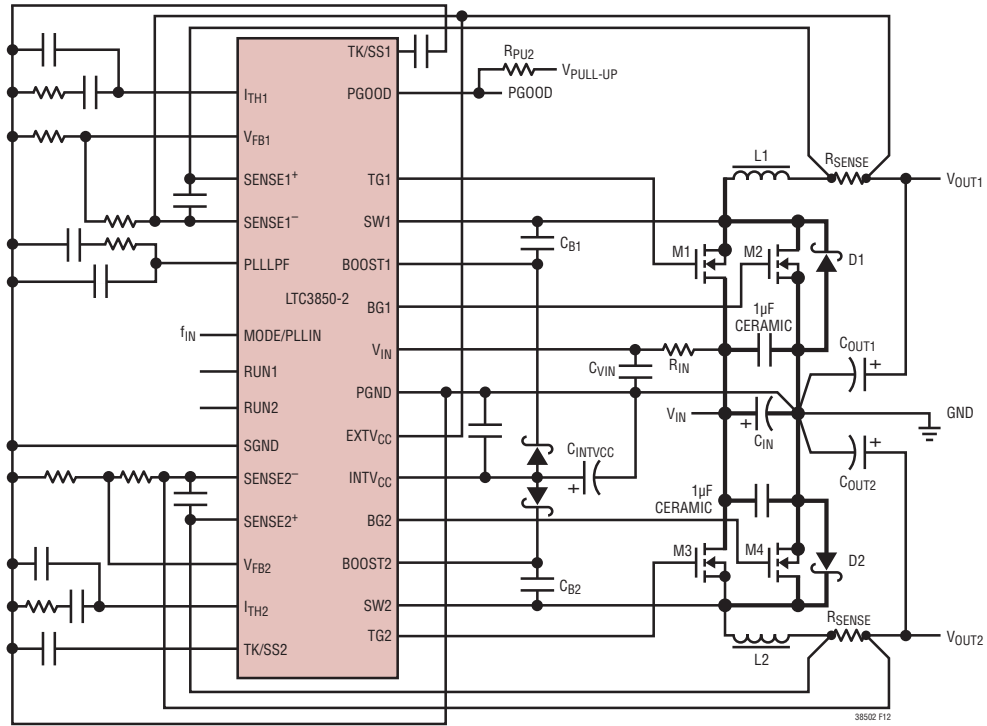 TK/SS1
RPU2
VPULL-UP
PGOOD
PGOOD
ITH1
VFB1
SENSE1+
TG1
L1
RSENSE
VOUT1
SENSE1–
SW1
CB1
M1
M2
D1
PLLLPF
BOOST1
LTC3850-2
BG1
1µF
CERAMIC
fIN
MODE/PLLIN
VIN
RIN
CVIN
COUT1
+
RUN1
PGND
RUN2
VIN
+
CIN
GND
EXTVCC
SGND
CINTVCC
+
COUT2
+
SENSE2–
INTVCC
1µF
CERAMIC
SENSE2+
BG2
VFB2
BOOST2
M3
M4
D2
CB2
ITH2
SW2
RSENSE
TK/SS2
TG2
L2
VOUT2
38502 F12